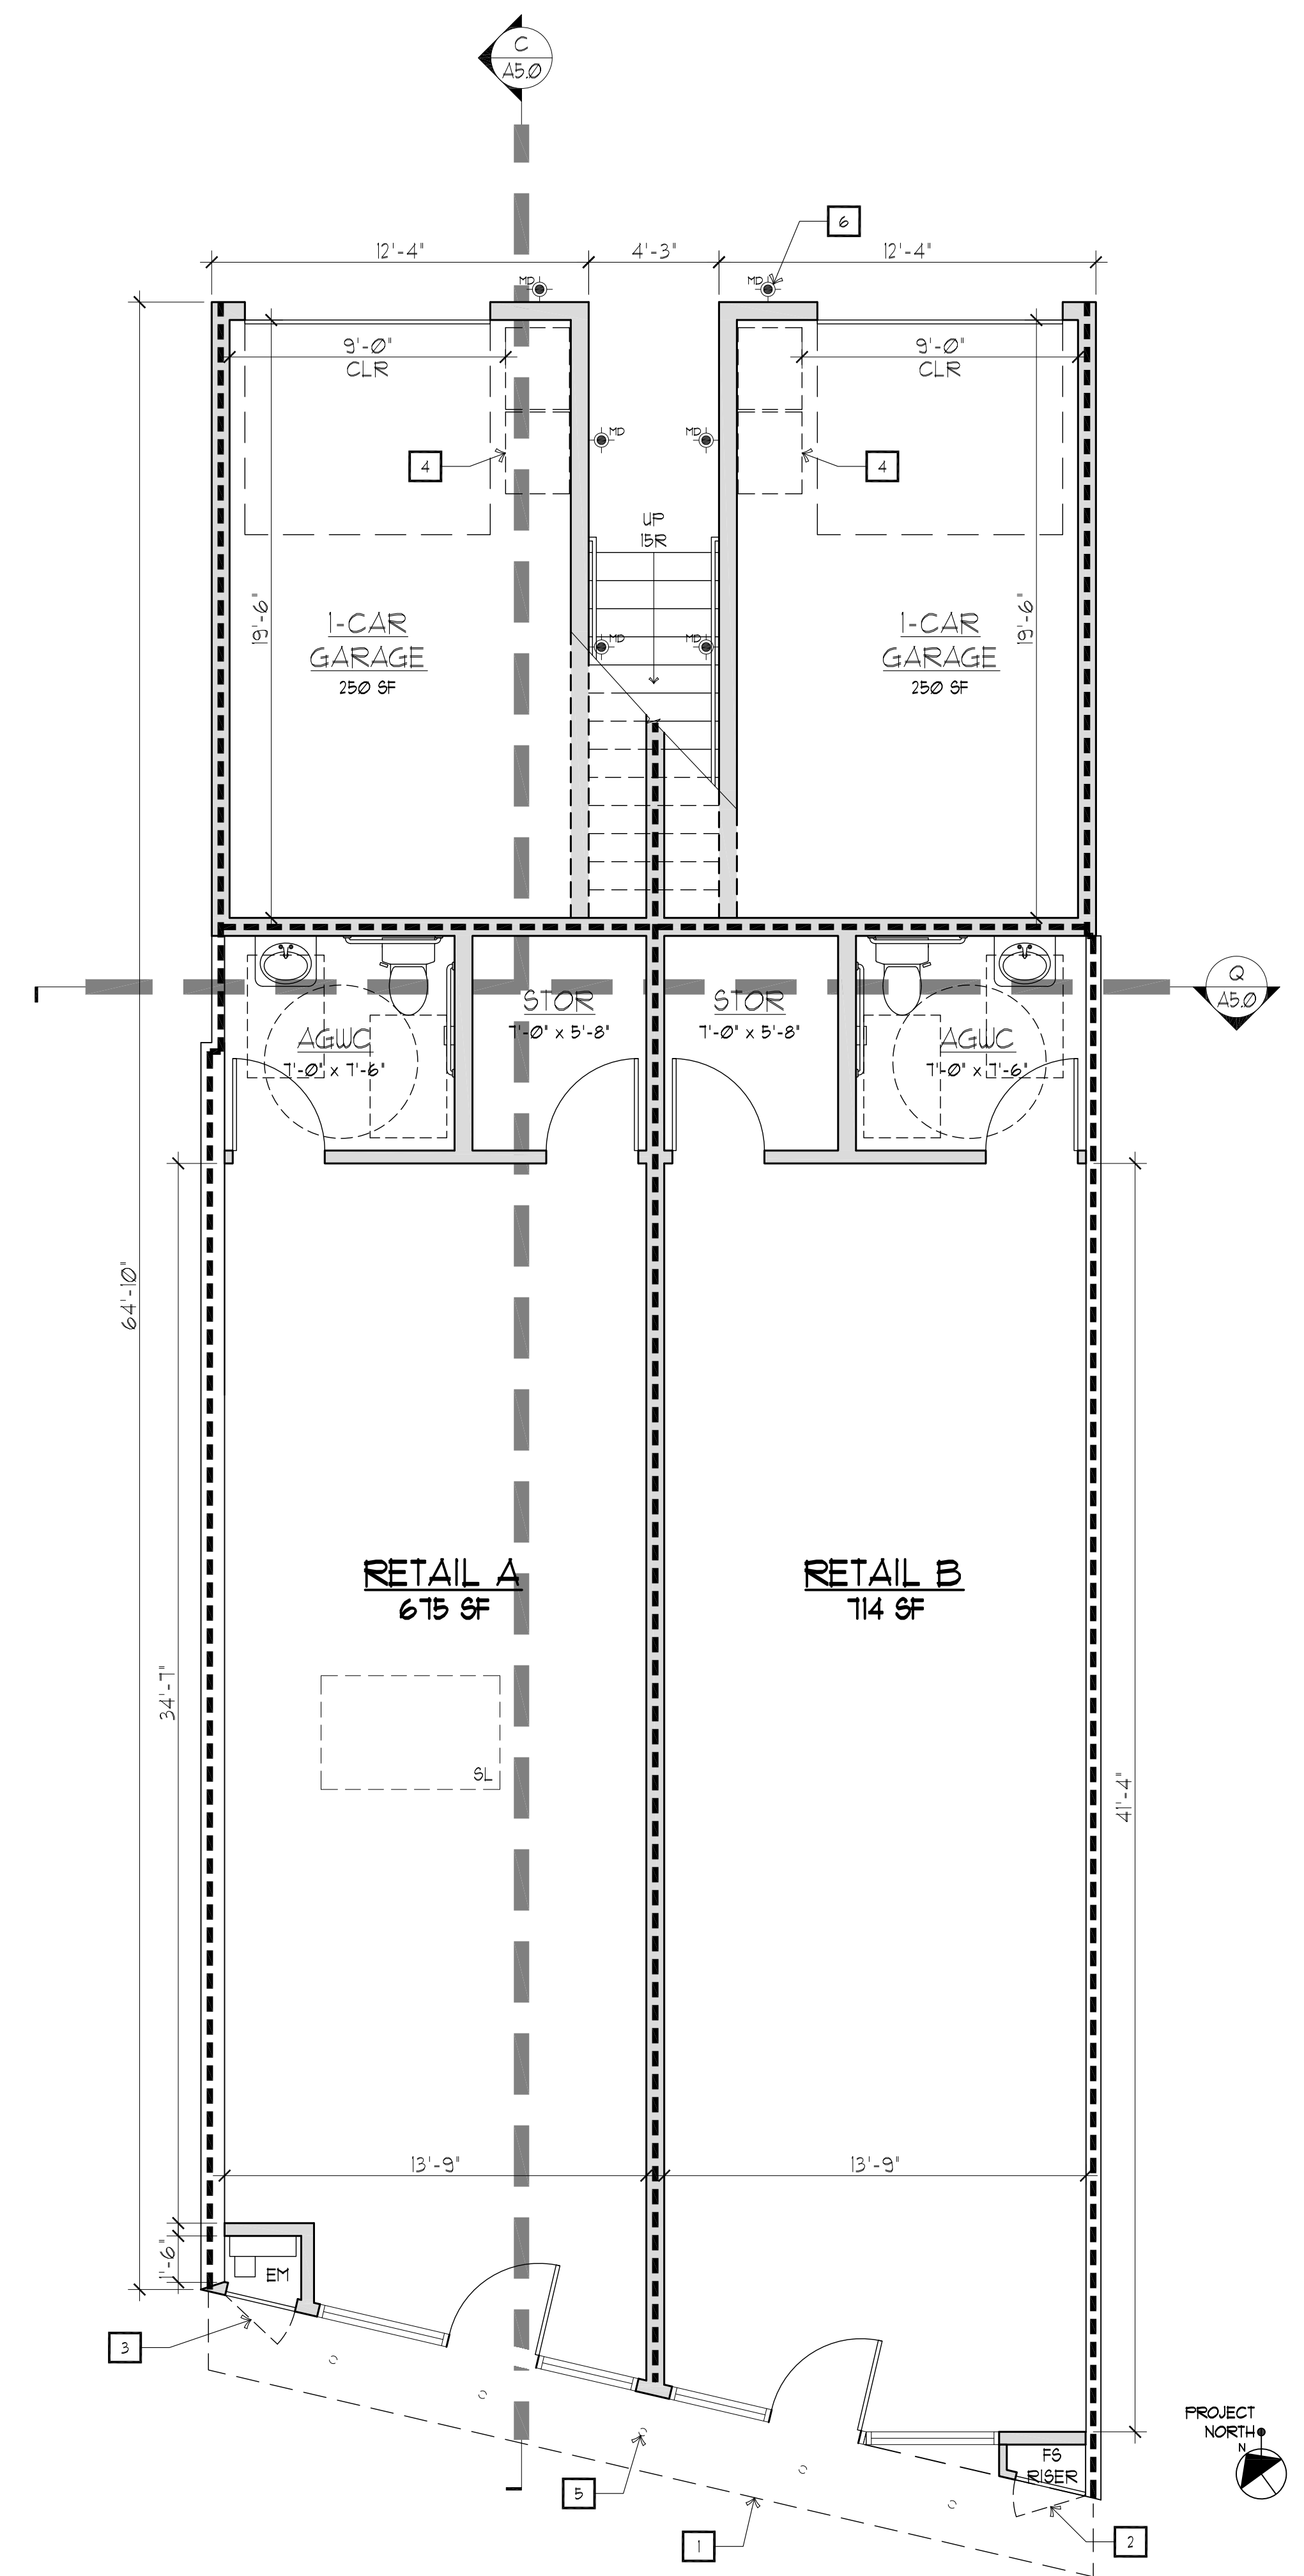 C
A5.0
6
12'-4"
4'-3"
12'-4"
MD
MD
9'-0"
CLR
9'-0"
CLR
MD
MD
4
4
UP
15R
19'-6"
1-CAR
GARAGE
250 SF
1-CAR
GARAGE
250 SF
19'-6"
MD
MD
Q
A5.0
STOR
7'-0" x 5'-8"
STOR
7'-0" x 5'-8"
AGWC
7'-0" x 7'-6"
AGWC
7'-0" x 7'-6"
64'-10"
RETAIL A
675 SF
RETAIL B
714 SF
34'-7"
SL
41'-4"
13'-9"
13'-9"
1'-6"
EM
3
PROJECT
NORTH
N
FS
RISER
5
1
2